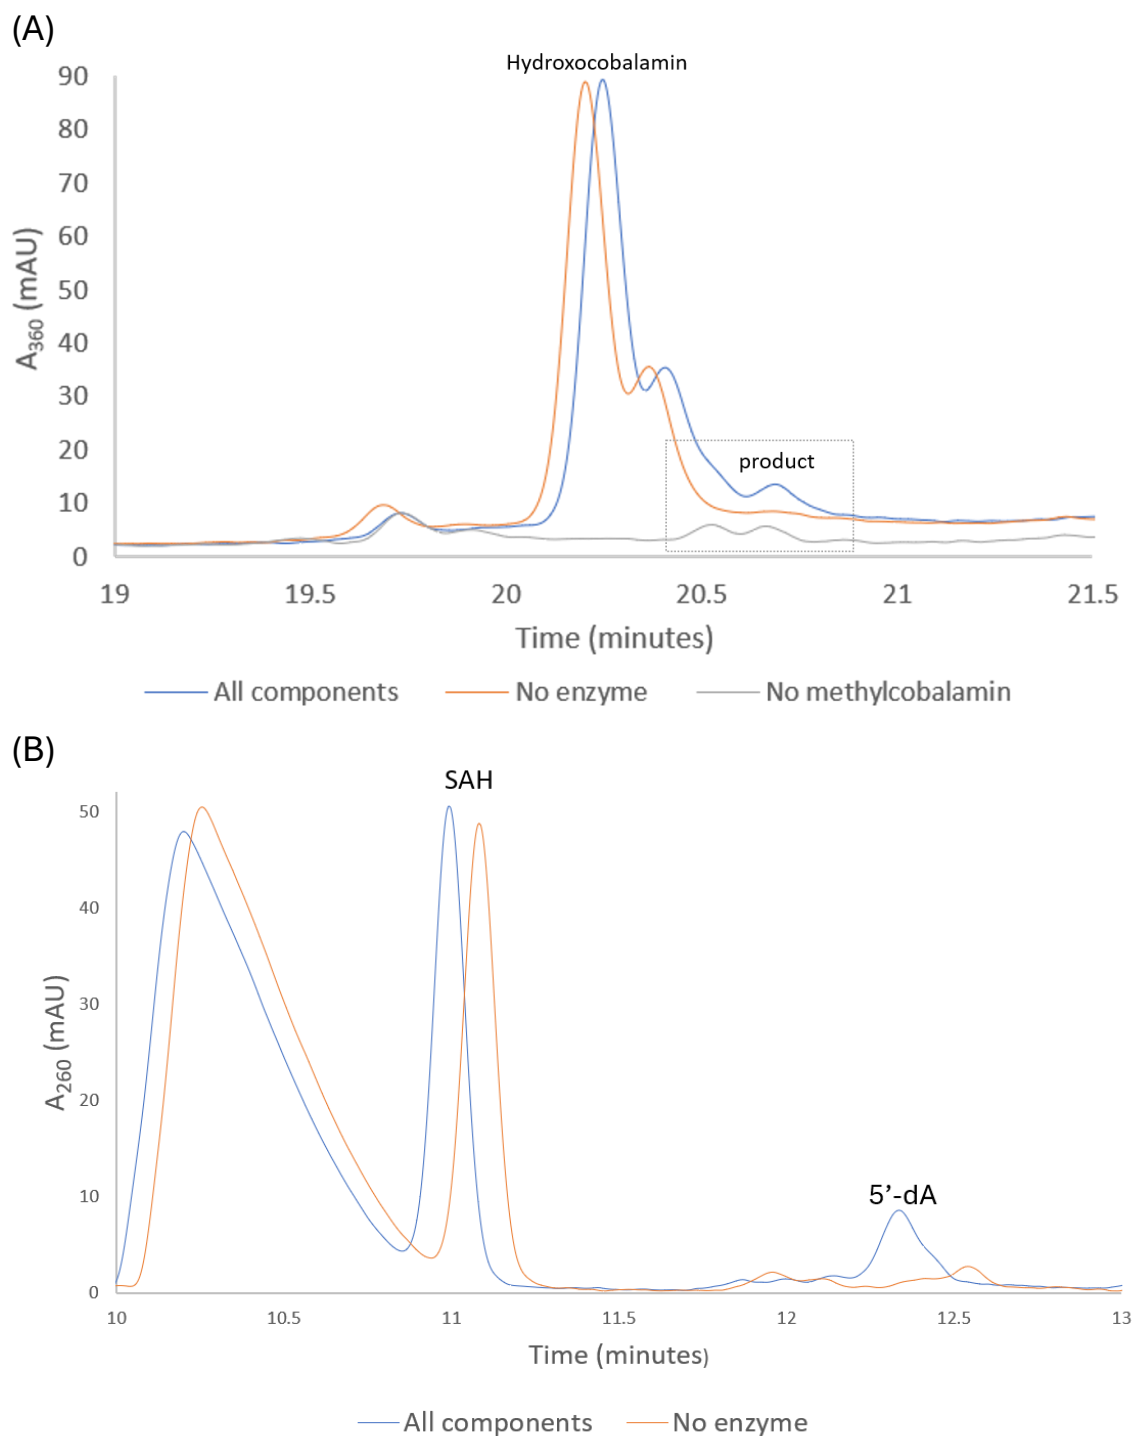 (A)
Hydroxocobalamin
90
80
70
60
50
40
30
20
10
0
A360 (mAU)
product
19 19.5 20 20.5 21 21.5
Time (minutes)
All components No enzyme No methylcobalamin
(B)
SAH
50
40
30
20
10
0
A260 (mAU)
5’-dA
10 10.5 11 11.5 12 12.5 13
Time (minutes)
All components No enzyme